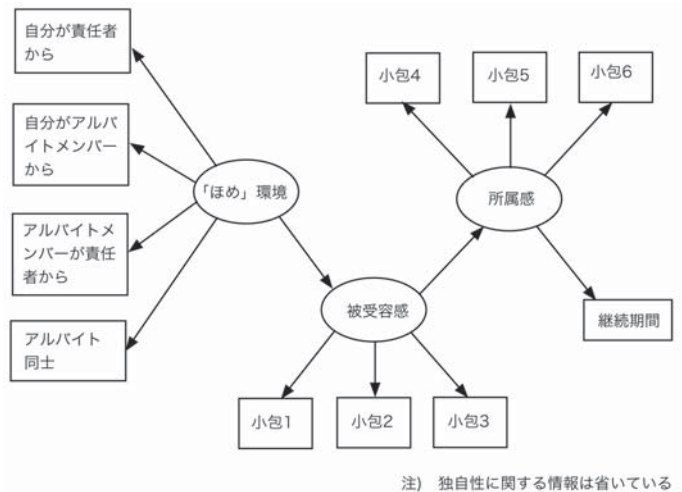 自分が責任者
から
自分がアルバ
イトメンバー
から
アルバイトメ
ンバーが責任
者から
アルバイト
同士
「ほめ」環境
被受容感
小包1
小包2
小包3
所属感
小包4
小包5
小包6
継続期間
注) 独自性に関する情報は省いている